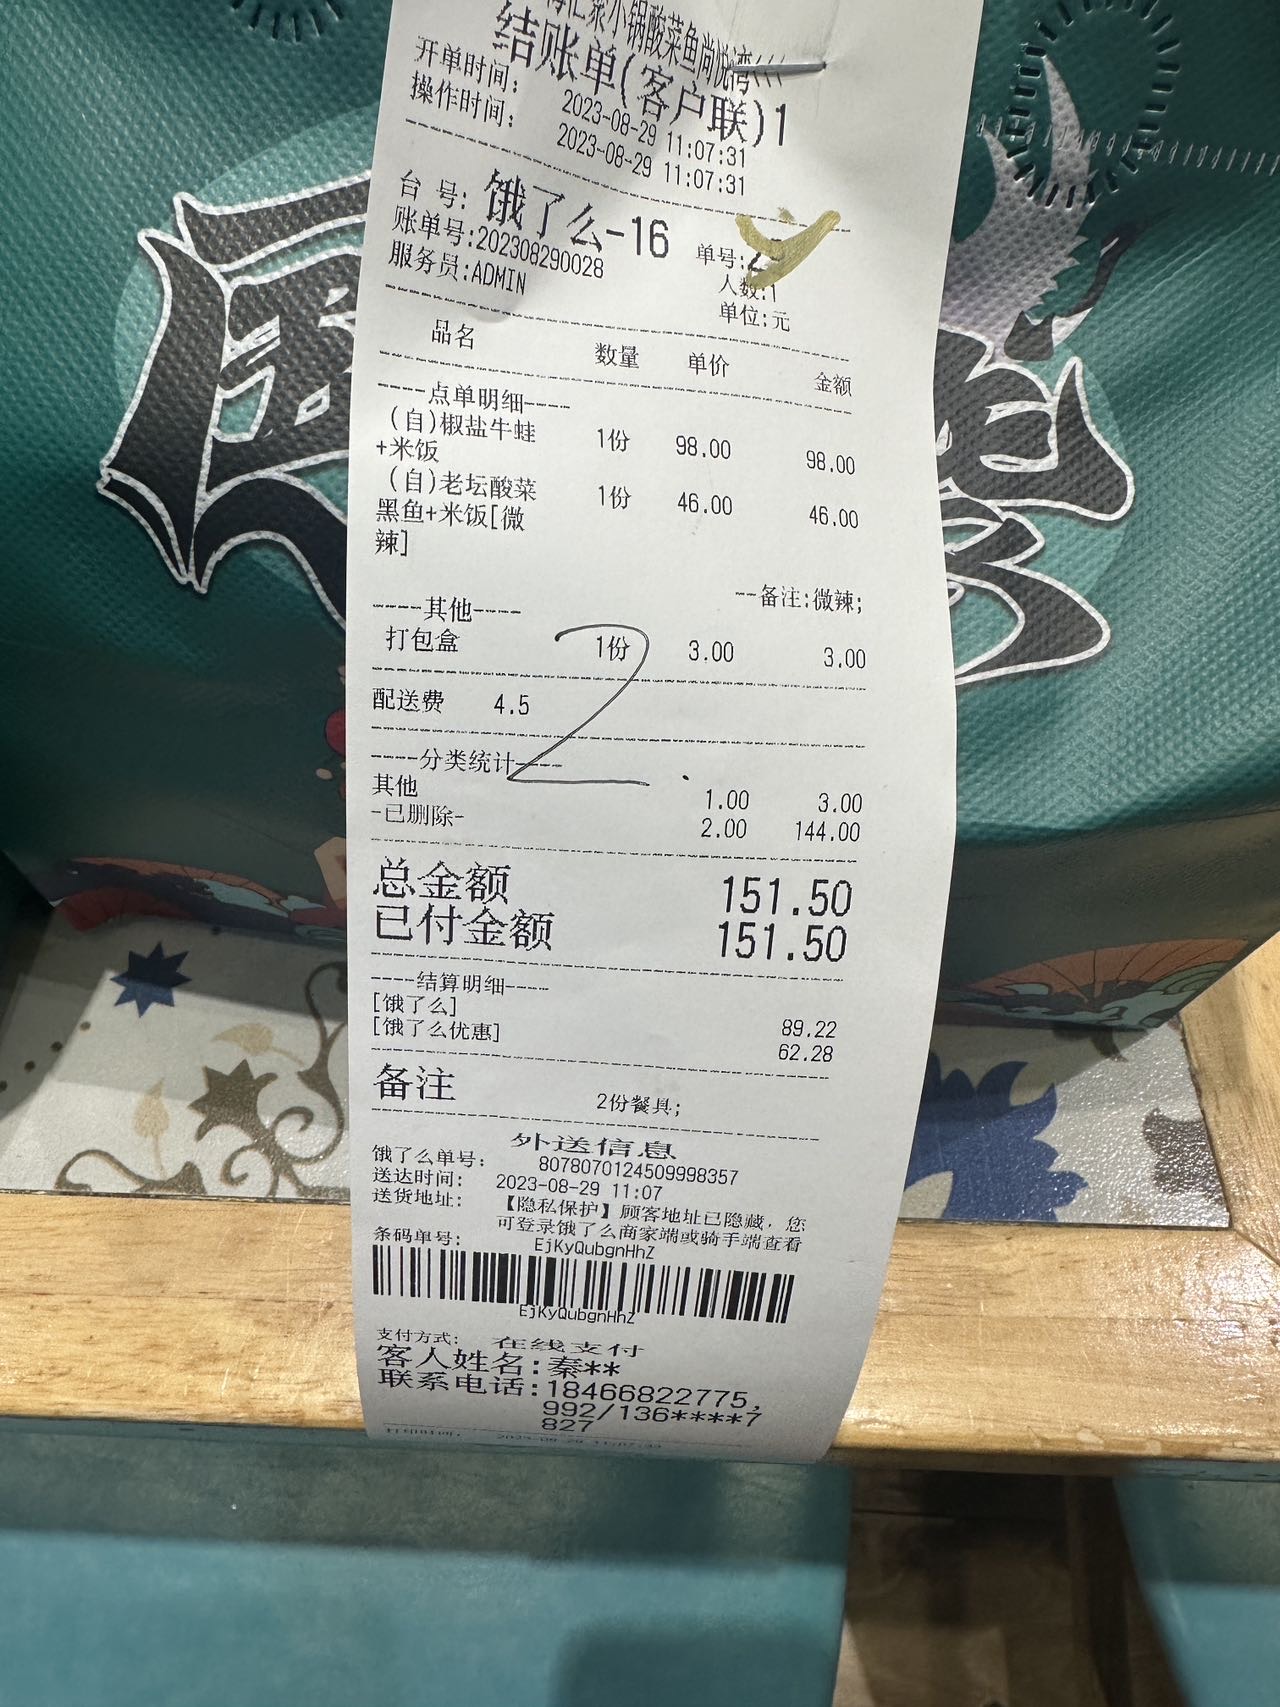 小锅酸菜鱼尚悦湾
结账单(客户联)1
开单时间: 2023-08-29 11:07:31
操作时间: 2023-08-29 11:07:31
台 号: 饿了么-16 单号:
账单号:202308290028 人数:1
服务员:ADMIN 单位:元
品名 数量 单价 金额
----点单明细----
(自)椒盐牛蛙 1份 98.00 98.00
+米饭
(自)老坛酸菜 1份 46.00 46.00
黑鱼+米饭[微
辣]
--备注:微辣;
----其他----
打包盒 1份 3.00 3.00
2
配送费 4.5
----分类统计----
其他 1.00 3.00
-已删除- 2.00 144.00
总金额 151.50
已付金额 151.50
----结算明细----
[饿了么] 89.22
[饿了么优惠] 62.28
备注 2份餐具;
外送信息
饿了么单号: 8078070124509998357
送达时间: 2023-08-29 11:07
送货地址: 【隐私保护】顾客地址已隐藏，您
可登录饿了么商家端或骑手端查看
条码单号: EjKyQubgnHhZ
EjKyQubgnHhZ
支付方式: 在线支付
客人姓名:秦**
联系电话:18466822775,
992/136****7
827